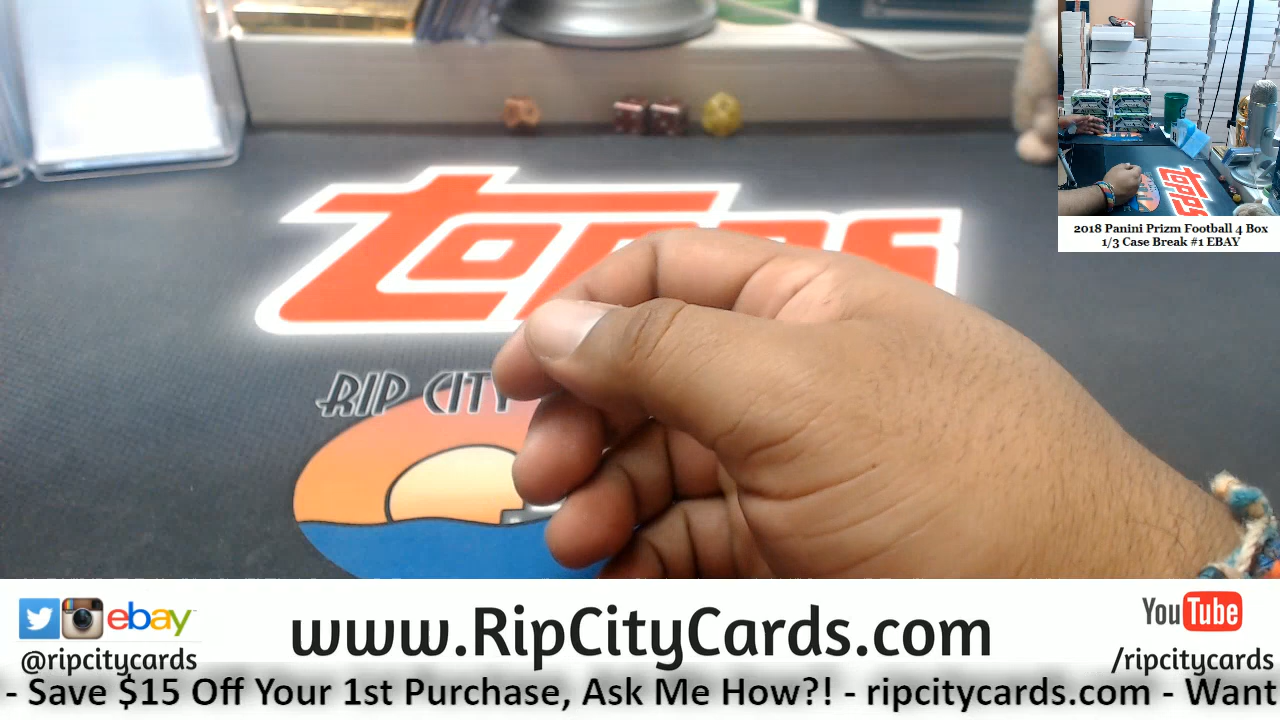 topps
RIP CITY
TOPPS
2018 Panini Prizm Football 4 Box
1/3 Case Break #1 EBAY
ebay
@ripcitycards
www.RipCityCards.com
YouTube
/ripcitycards
- Save $15 Off Your 1st Purchase, Ask Me How?! - ripcitycards.com - Want